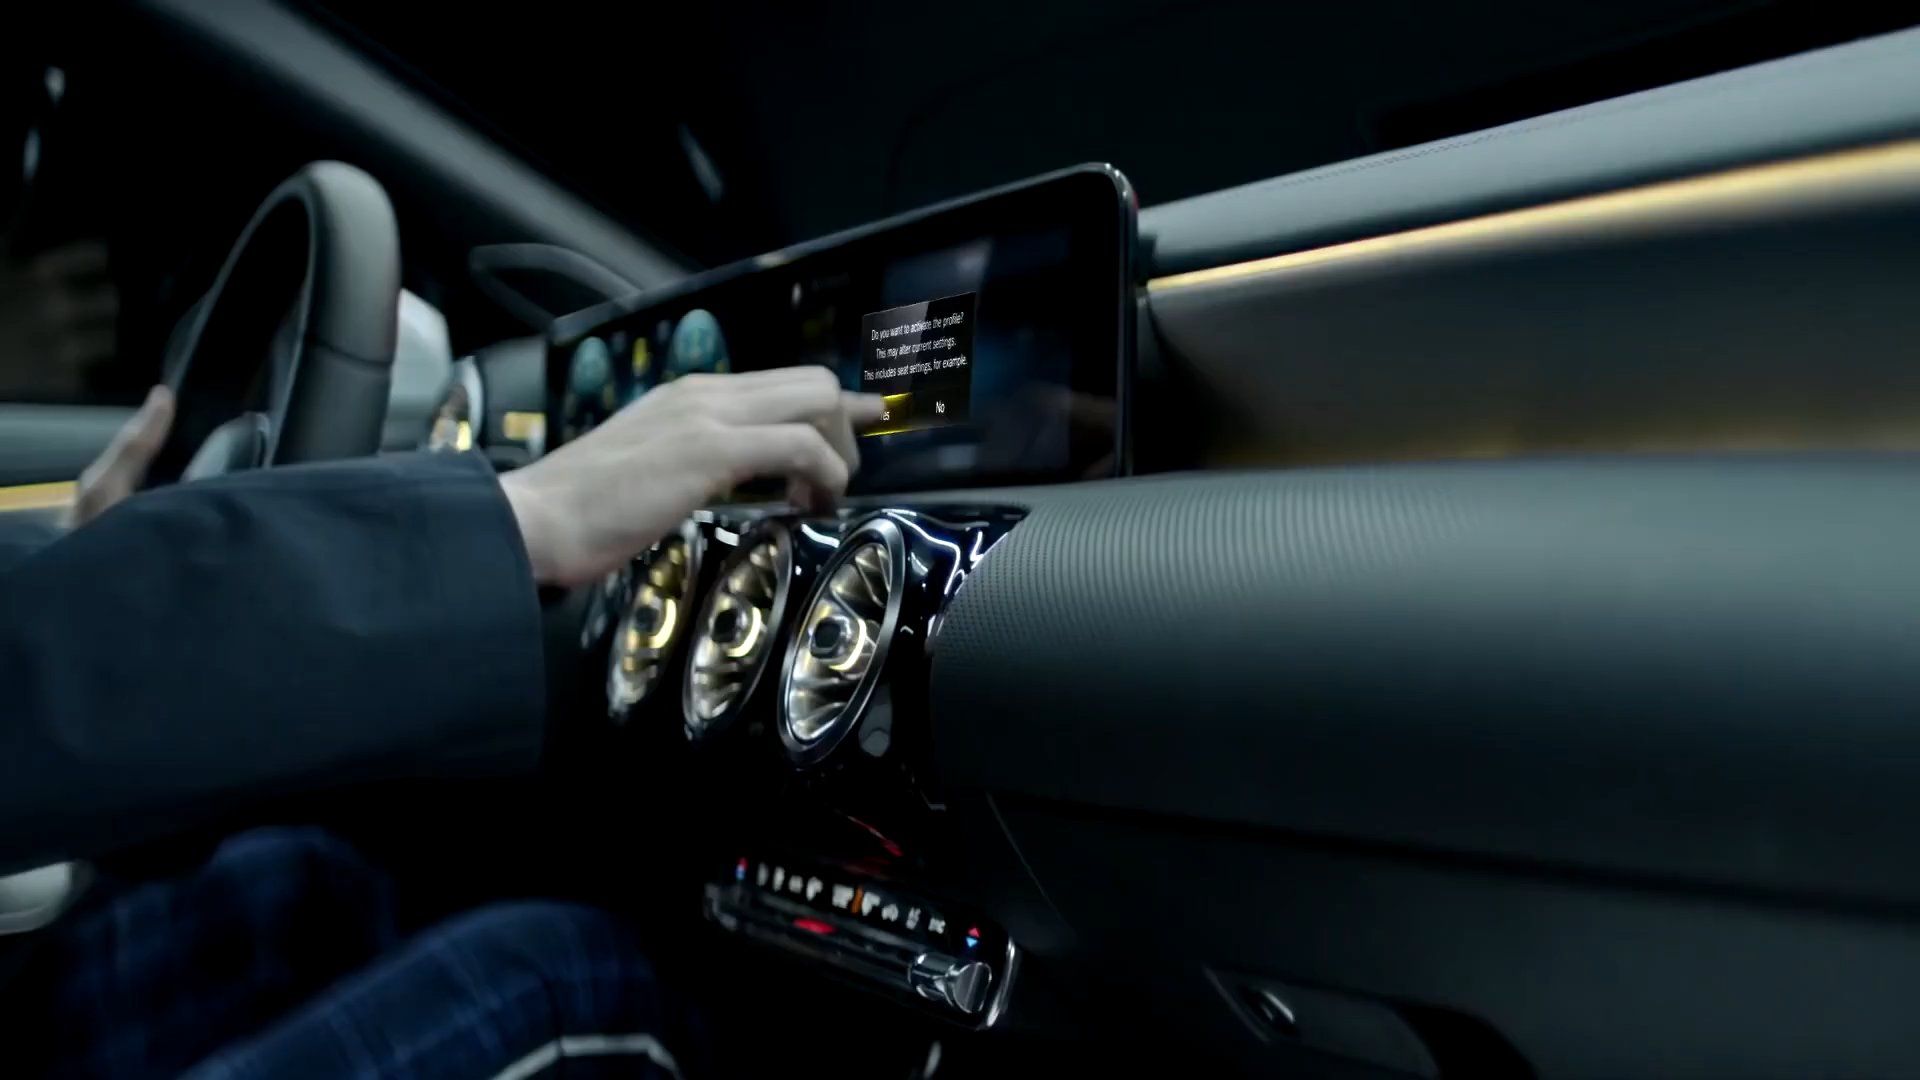 Do you want to activate the profile?
This may alter current settings.
This includes seat settings, for example.
No